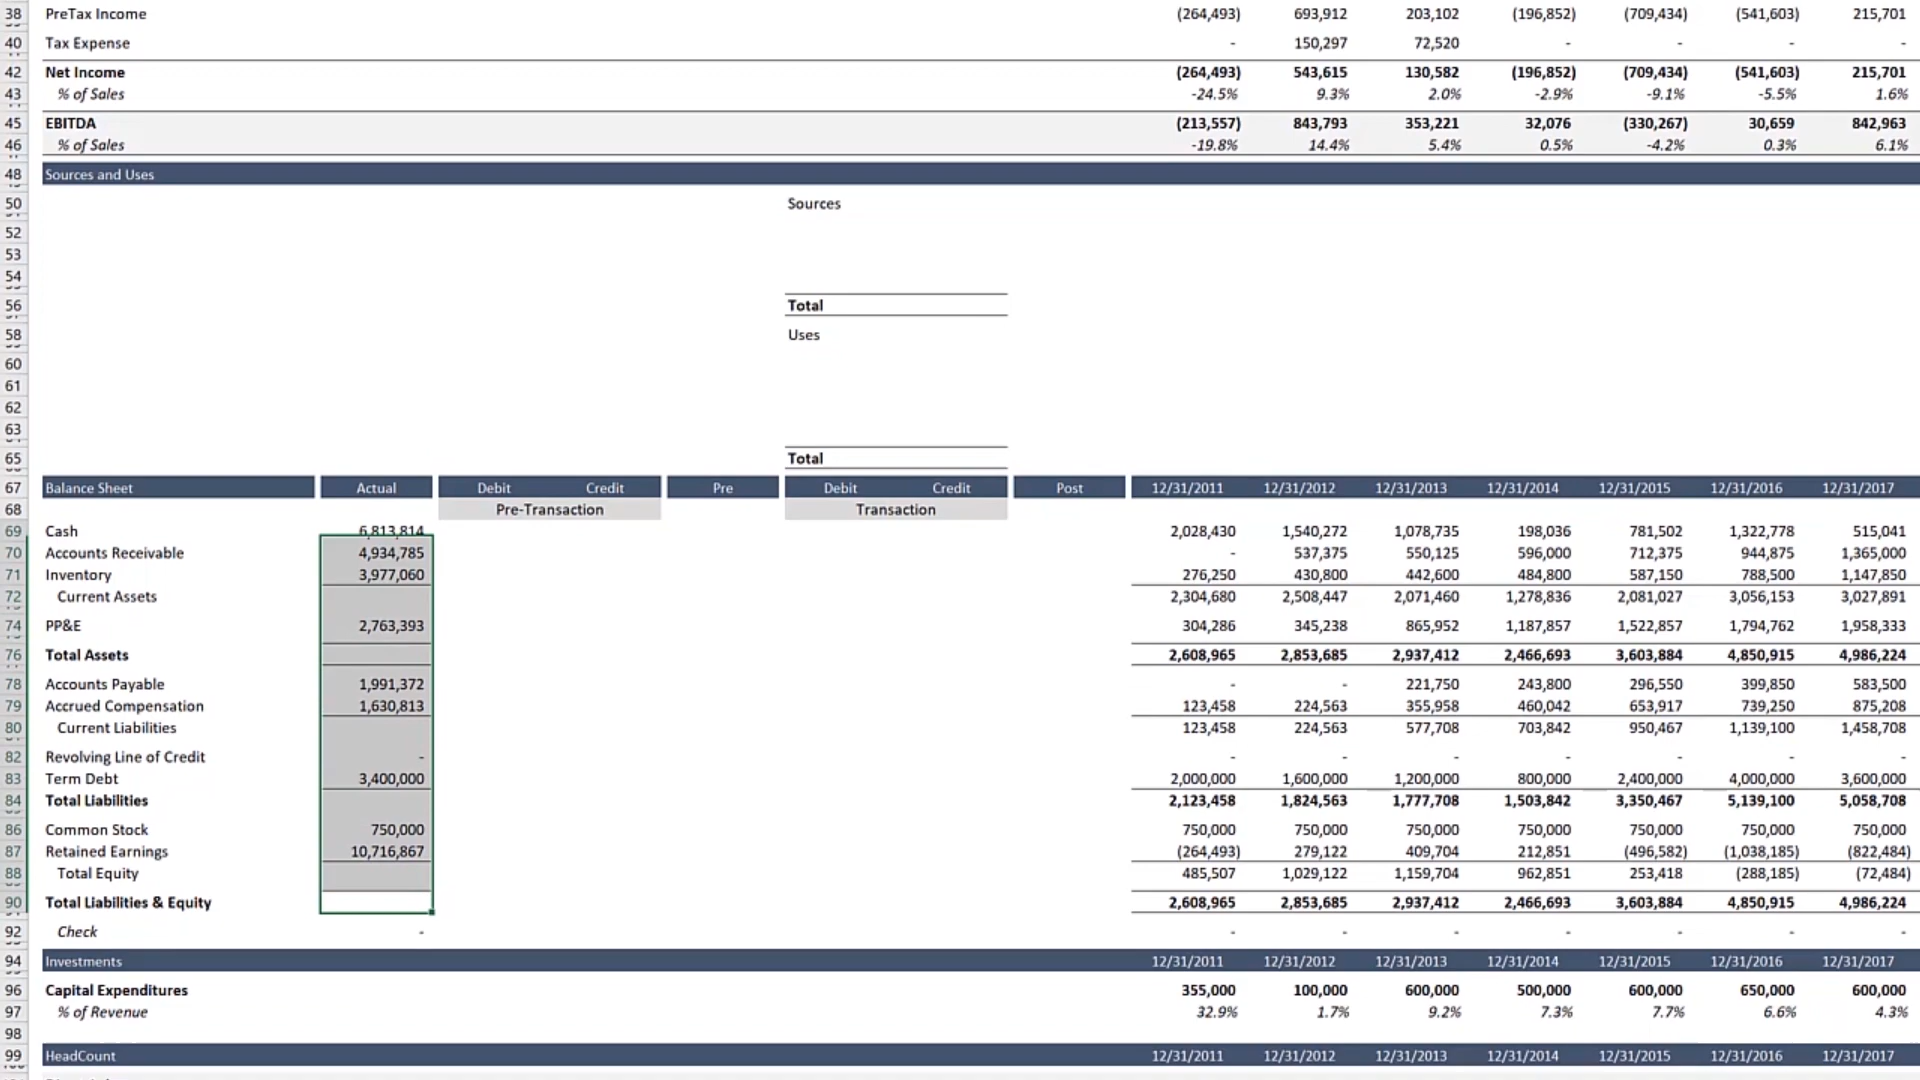 38 PreTax Income (264,493) 693,912 203,102 (196,852) (709,434) (541,603) 215,701
40 Tax Expense - 150,297 72,520 - - - -
42 Net Income (264,493) 543,615 130,582 (196,852) (709,434) (541,603) 215,701
43 % of Sales -24.5% 9.3% 2.0% -2.9% -9.1% -5.5% 1.6%
45 EBITDA (213,557) 843,793 353,221 32,076 (330,267) 30,659 842,963
46 % of Sales -19.8% 14.4% 5.4% 0.5% -4.2% 0.3% 6.1%
48 Sources and Uses
50 Sources
52
53
54
56 Total
58 Uses
60
61
62
63
65 Total
67 Balance Sheet Actual Debit Credit Pre Debit Credit Post 12/31/2011 12/31/2012 12/31/2013 12/31/2014 12/31/2015 12/31/2016 12/31/2017
68 Pre-Transaction Transaction
69 Cash 6,813,814 2,028,430 1,540,272 1,078,735 198,036 781,502 1,322,778 515,041
70 Accounts Receivable 4,934,785 - 537,375 550,125 596,000 712,375 944,875 1,365,000
71 Inventory 3,977,060 276,250 430,800 442,600 484,800 587,150 788,500 1,147,850
72 Current Assets 2,304,680 2,508,447 2,071,460 1,278,836 2,081,027 3,056,153 3,027,891
74 PP&E 2,763,393 304,286 345,238 865,952 1,187,857 1,522,857 1,794,762 1,958,333
76 Total Assets 2,608,965 2,853,685 2,937,412 2,466,693 3,603,884 4,850,915 4,986,224
78 Accounts Payable 1,991,372 - - 221,750 243,800 296,550 399,850 583,500
79 Accrued Compensation 1,630,813 123,458 224,563 355,958 460,042 653,917 739,250 875,208
80 Current Liabilities 123,458 224,563 577,708 703,842 950,467 1,139,100 1,458,708
82 Revolving Line of Credit - - - - - - - -
83 Term Debt 3,400,000 2,000,000 1,600,000 1,200,000 800,000 2,400,000 4,000,000 3,600,000
84 Total Liabilities 2,123,458 1,824,563 1,777,708 1,503,842 3,350,467 5,139,100 5,058,708
86 Common Stock 750,000 750,000 750,000 750,000 750,000 750,000 750,000 750,000
87 Retained Earnings 10,716,867 (264,493) 279,122 409,704 212,851 (496,582) (1,038,185) (822,484)
88 Total Equity 485,507 1,029,122 1,159,704 962,851 253,418 (288,185) (72,484)
90 Total Liabilities & Equity 2,608,965 2,853,685 2,937,412 2,466,693 3,603,884 4,850,915 4,986,224
92 Check - - - - - - - -
94 Investments 12/31/2011 12/31/2012 12/31/2013 12/31/2014 12/31/2015 12/31/2016 12/31/2017
96 Capital Expenditures 355,000 100,000 600,000 500,000 600,000 650,000 600,000
97 % of Revenue 32.9% 1.7% 9.2% 7.3% 7.7% 6.6% 4.3%
98
99 HeadCount 12/31/2011 12/31/2012 12/31/2013 12/31/2014 12/31/2015 12/31/2016 12/31/2017